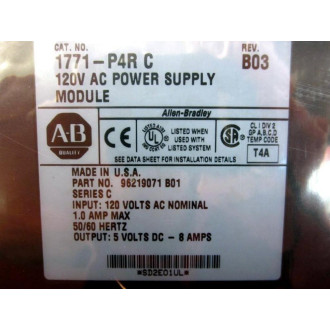 CAT. NO. REV.
1771-P4R C B03
120V AC POWER SUPPLY
MODULE
Allen-Bradley
A-B
QUALITY
LISTED WHEN
USED WITH
LISTED SYSTEM
CL I DIV 2
GP A,B,C,D
TEMP CODE
T4A
SEE DATA SHEET FOR INSTALLATION DETAILS.
MADE IN U.S.A.
PART NO. 96219071 B01
SERIES C
INPUT: 120 VOLTS AC NOMINAL
1.0 AMP MAX
50/60 HERTZ
OUTPUT: 5 VOLTS DC - 8 AMPS
*SD2E01UL*